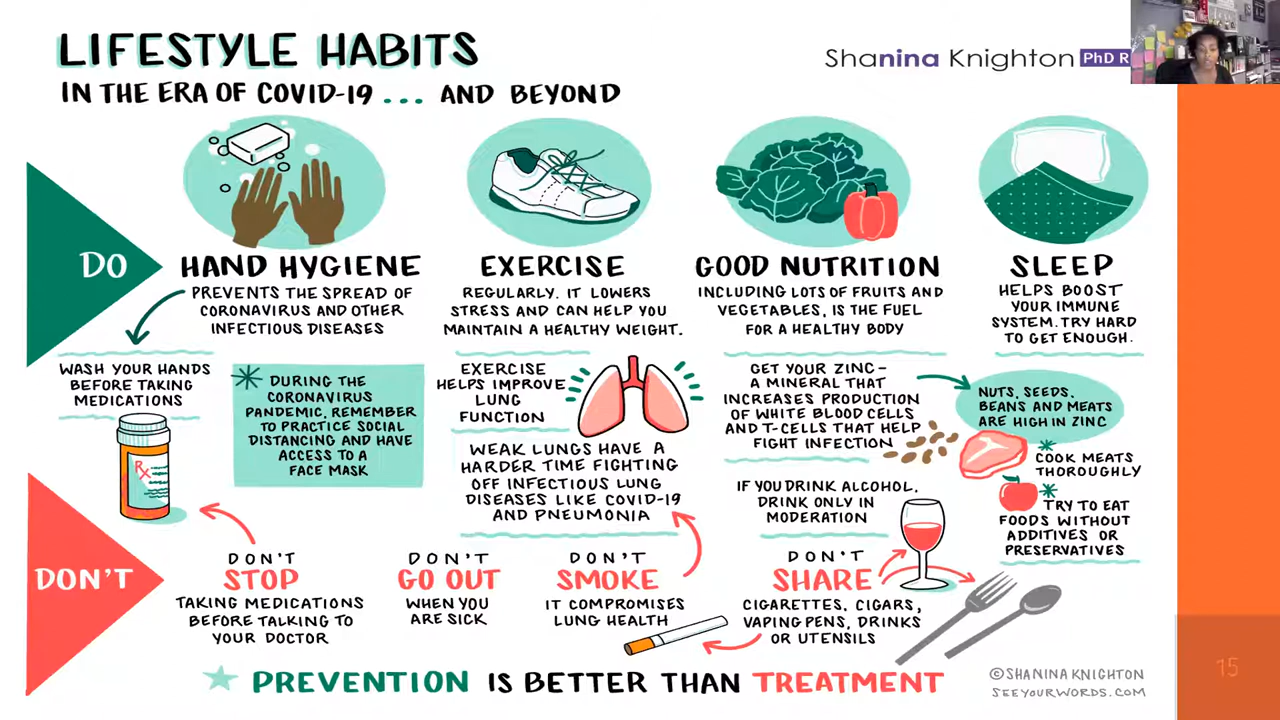 LIFESTYLE HABITS
IN THE ERA OF COVID-19 ... AND BEYOND
Shanina Knighton PhD R
DO
HAND HYGIENE
PREVENTS THE SPREAD OF
CORONAVIRUS AND OTHER
INFECTIOUS DISEASES
WASH YOUR HANDS
BEFORE TAKING
MEDICATIONS
Rx
* DURING THE
CORONAVIRUS
PANDEMIC, REMEMBER
TO PRACTICE SOCIAL
DISTANCING AND HAVE
ACCESS TO A
FACE MASK
EXERCISE
REGULARLY. IT LOWERS
STRESS AND CAN HELP YOU
MAINTAIN A HEALTHY WEIGHT.
EXERCISE
HELPS IMPROVE
LUNG
FUNCTION
WEAK LUNGS HAVE A
HARDER TIME FIGHTING
OFF INFECTIOUS LUNG
DISEASES LIKE COVID-19
AND PNEUMONIA
GOOD NUTRITION
INCLUDING LOTS OF FRUITS AND
VEGETABLES, IS THE FUEL
FOR A HEALTHY BODY
GET YOUR ZINC –
A MINERAL THAT
INCREASES PRODUCTION
OF WHITE BLOOD CELLS
AND T-CELLS THAT HELP
FIGHT INFECTION
IF YOU DRINK ALCOHOL,
DRINK ONLY IN
MODERATION
SLEEP
HELPS BOOST
YOUR IMMUNE
SYSTEM. TRY HARD
TO GET ENOUGH.
NUTS, SEEDS,
BEANS AND MEATS
ARE HIGH IN ZINC
* COOK MEATS
THOROUGHLY
* TRY TO EAT
FOODS WITHOUT
ADDITIVES OR
PRESERVATIVES
DON'T
DON'T
STOP
TAKING MEDICATIONS
BEFORE TALKING TO
YOUR DOCTOR
DON'T
GO OUT
WHEN YOU
ARE SICK
DON'T
SMOKE
IT COMPROMISES
LUNG HEALTH
DON'T
SHARE
CIGARETTES, CIGARS,
VAPING PENS, DRINKS
OR UTENSILS
PREVENTION IS BETTER THAN TREATMENT
©SHANINA KNIGHTON
SEEYOURWORDS.COM
15